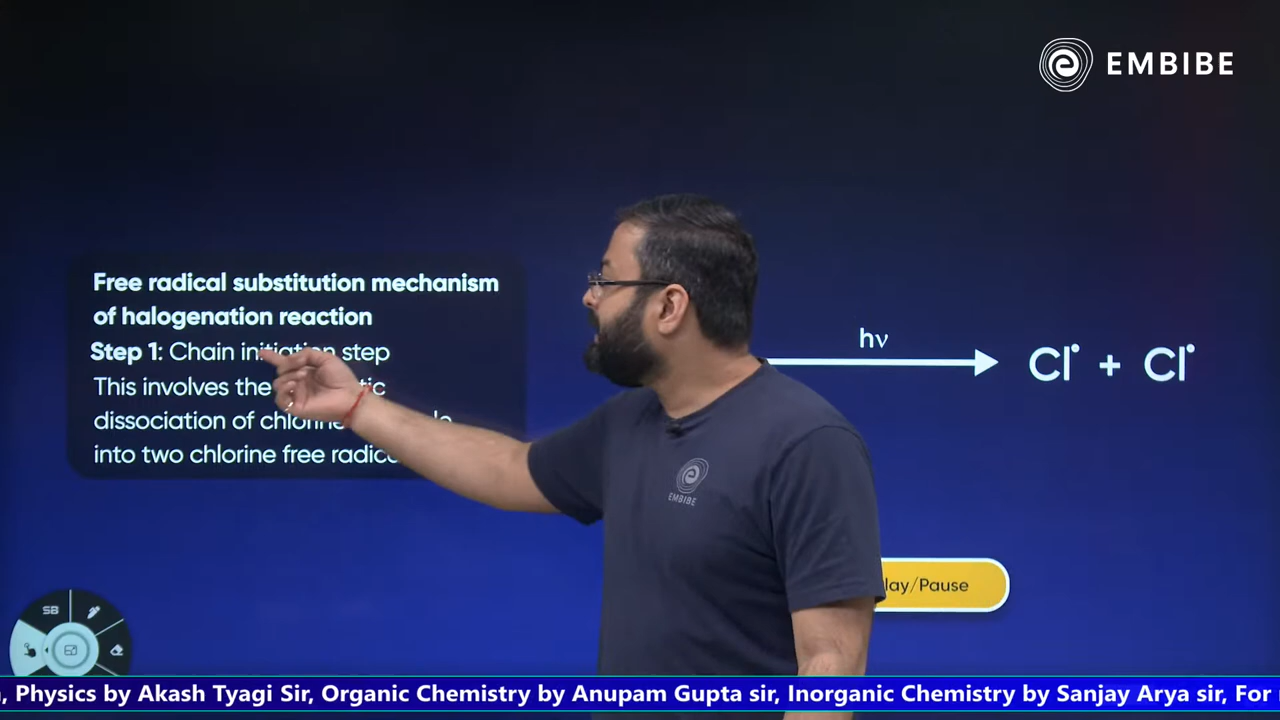 EMBIBE
Free radical substitution mechanism
of halogenation reaction
Step 1: Chain initiation step
This involves the
dissociation of
into two chlorine free
hν
Cl• + Cl•
EMBIBE
/Pause
SB
, Physics by Akash Tyagi Sir, Organic Chemistry by Anupam Gupta sir, Inorganic Chemistry by Sanjay Arya sir, For